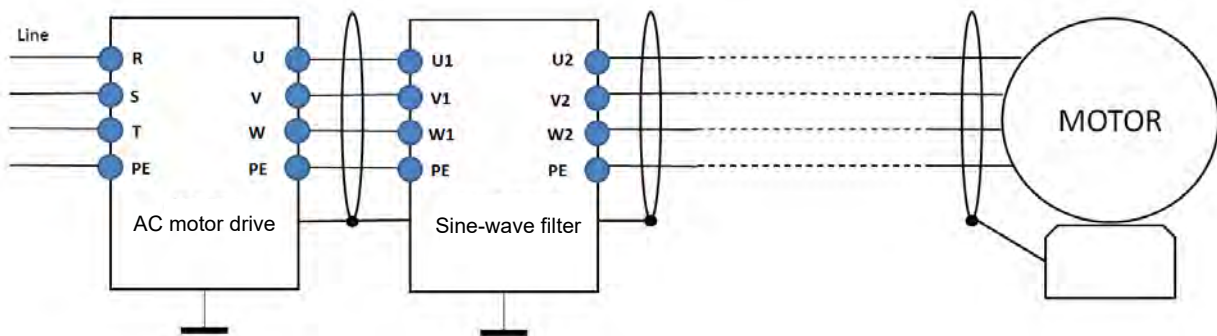 Line
R
S
T
PE
U
V
W
PE
AC motor drive
U1
V1
W1
PE
U2
V2
W2
PE
Sine-wave filter
MOTOR